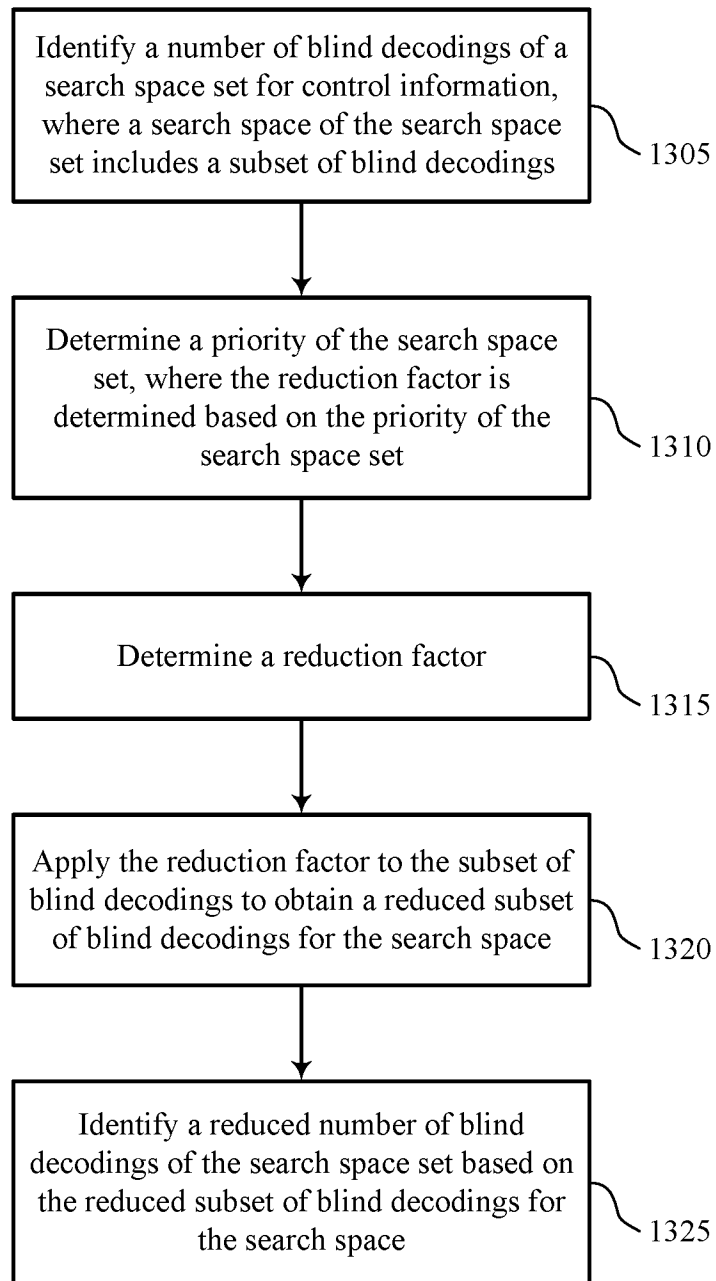 Identify a number of blind decodings of a
search space set for control information,
where a search space of the search space
set includes a subset of blind decodings
1305
Determine a priority of the search space
set, where the reduction factor is
determined based on the priority of the
search space set
1310
Determine a reduction factor
1315
Apply the reduction factor to the subset of
blind decodings to obtain a reduced subset
of blind decodings for the search space
1320
Identify a reduced number of blind
decodings of the search space set based on
the reduced subset of blind decodings for
the search space
1325